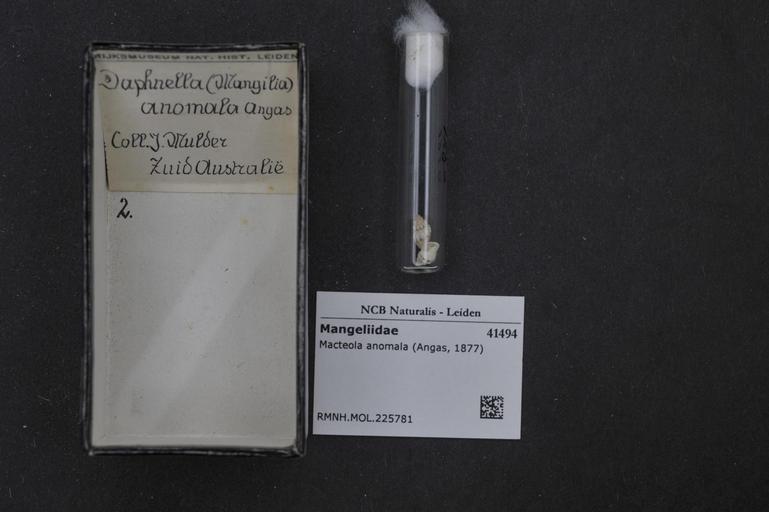 RIJKSMUSEUM NAT. HIST. LEIDEN
Daphnella (Mangilia)
anomala Angas
Coll. J. Mulder
Zuid Australië
2.
NCB Naturalis - Leiden
Mangeliidae 41494
Macteola anomala (Angas, 1877)
RMNH.MOL.225781